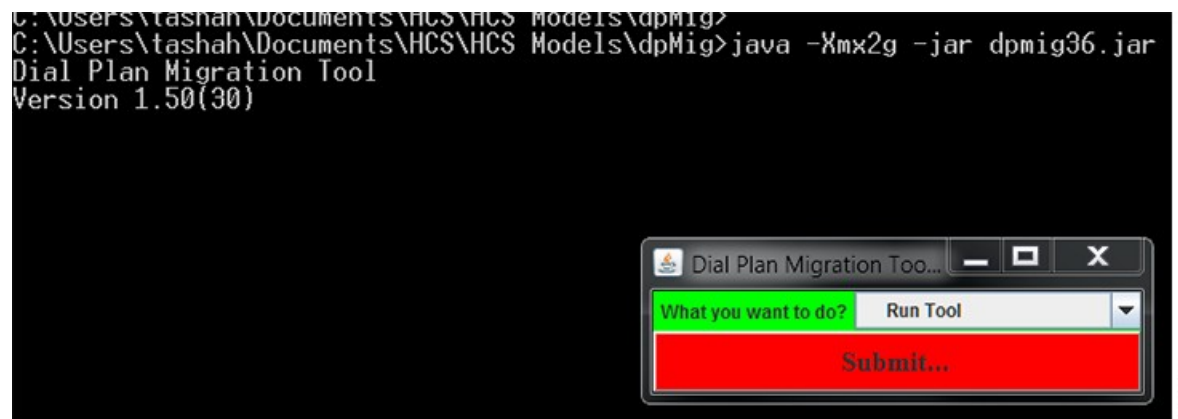 C:\Users\tashah\Documents\HCS\HCS Models\dpMig>
C:\Users\tashah\Documents\HCS\HCS Models\dpMig>java -Xmx2g -jar dpmig36.jar
Dial Plan Migration Tool
Version 1.50(30)
Dial Plan Migration Too...
What you want to do? Run Tool
Submit...